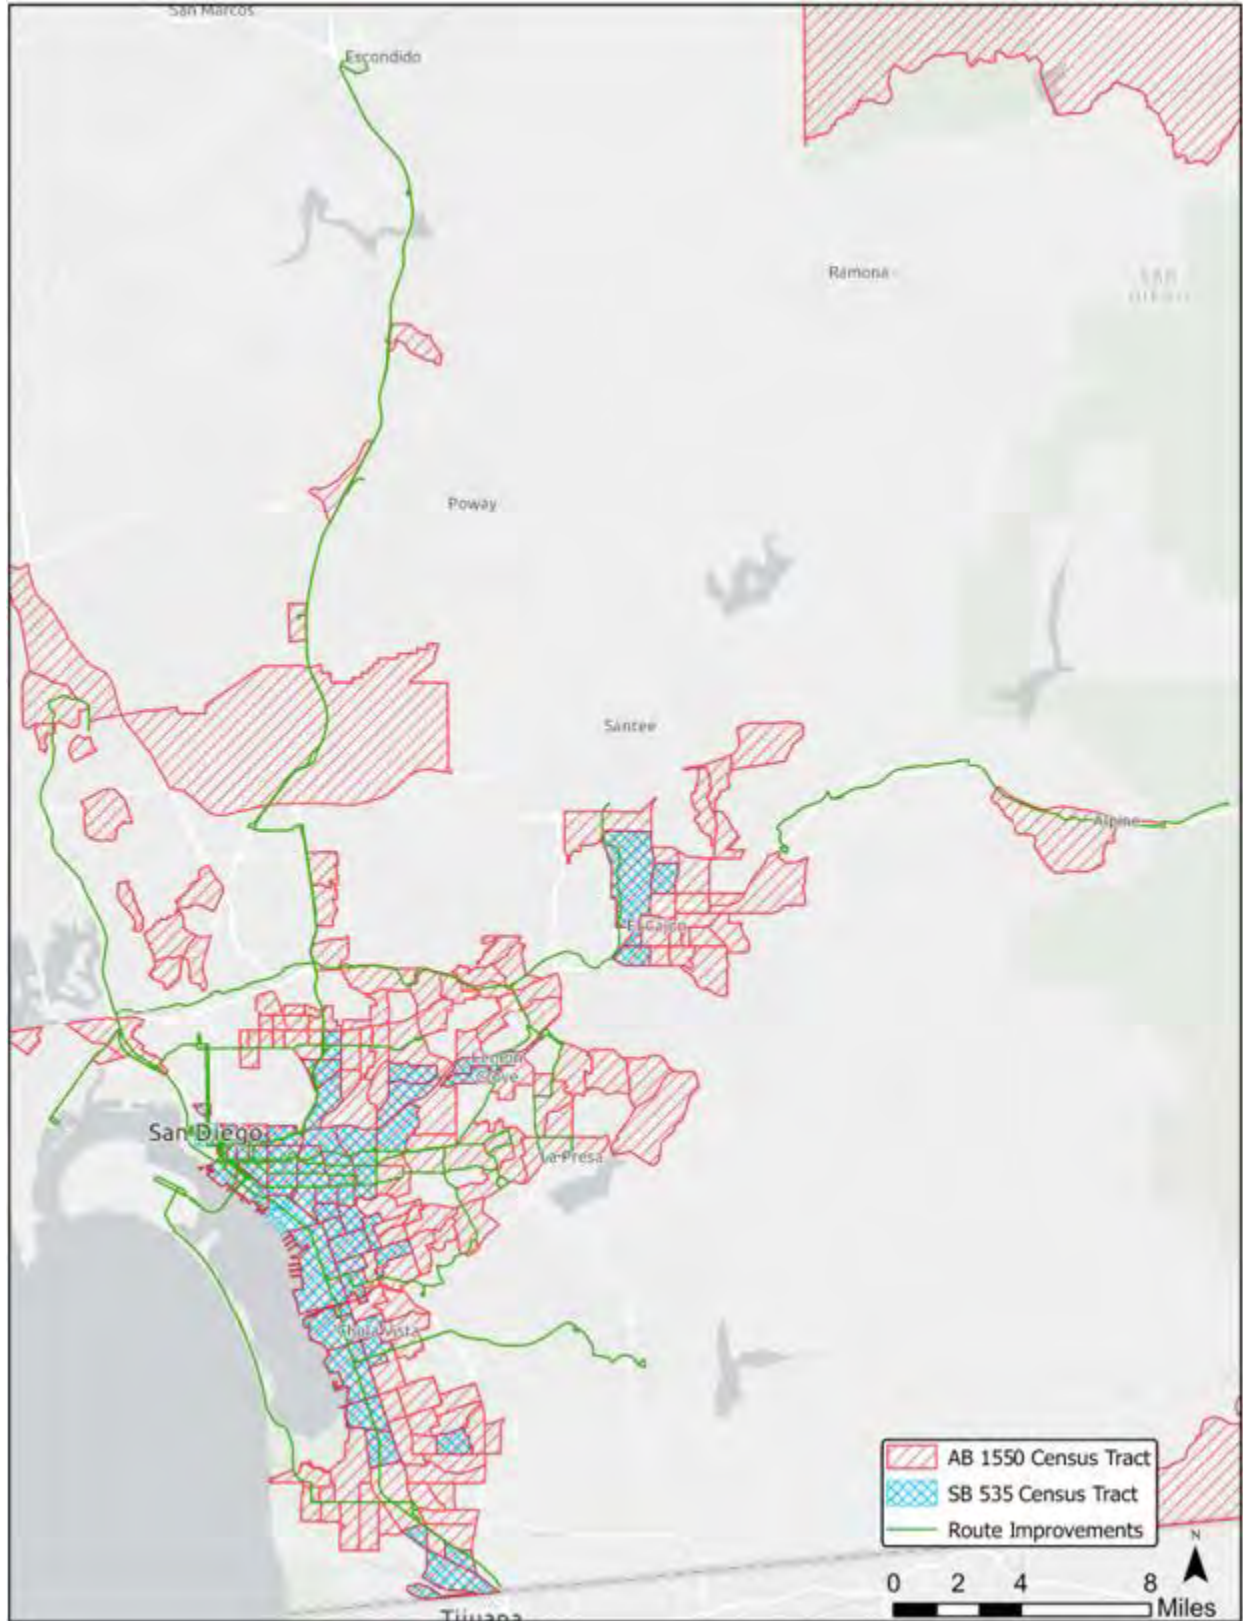 San Marcos
Escondido
Ramona
SAN
Poway
Santee
Alpine
El Cajon
Lemon
Grove
San Diego
La Presa
Chula Vista
AB 1550 Census Tract
SB 535 Census Tract
Route Improvements
N
0 2 4 8
Miles
Tijuana